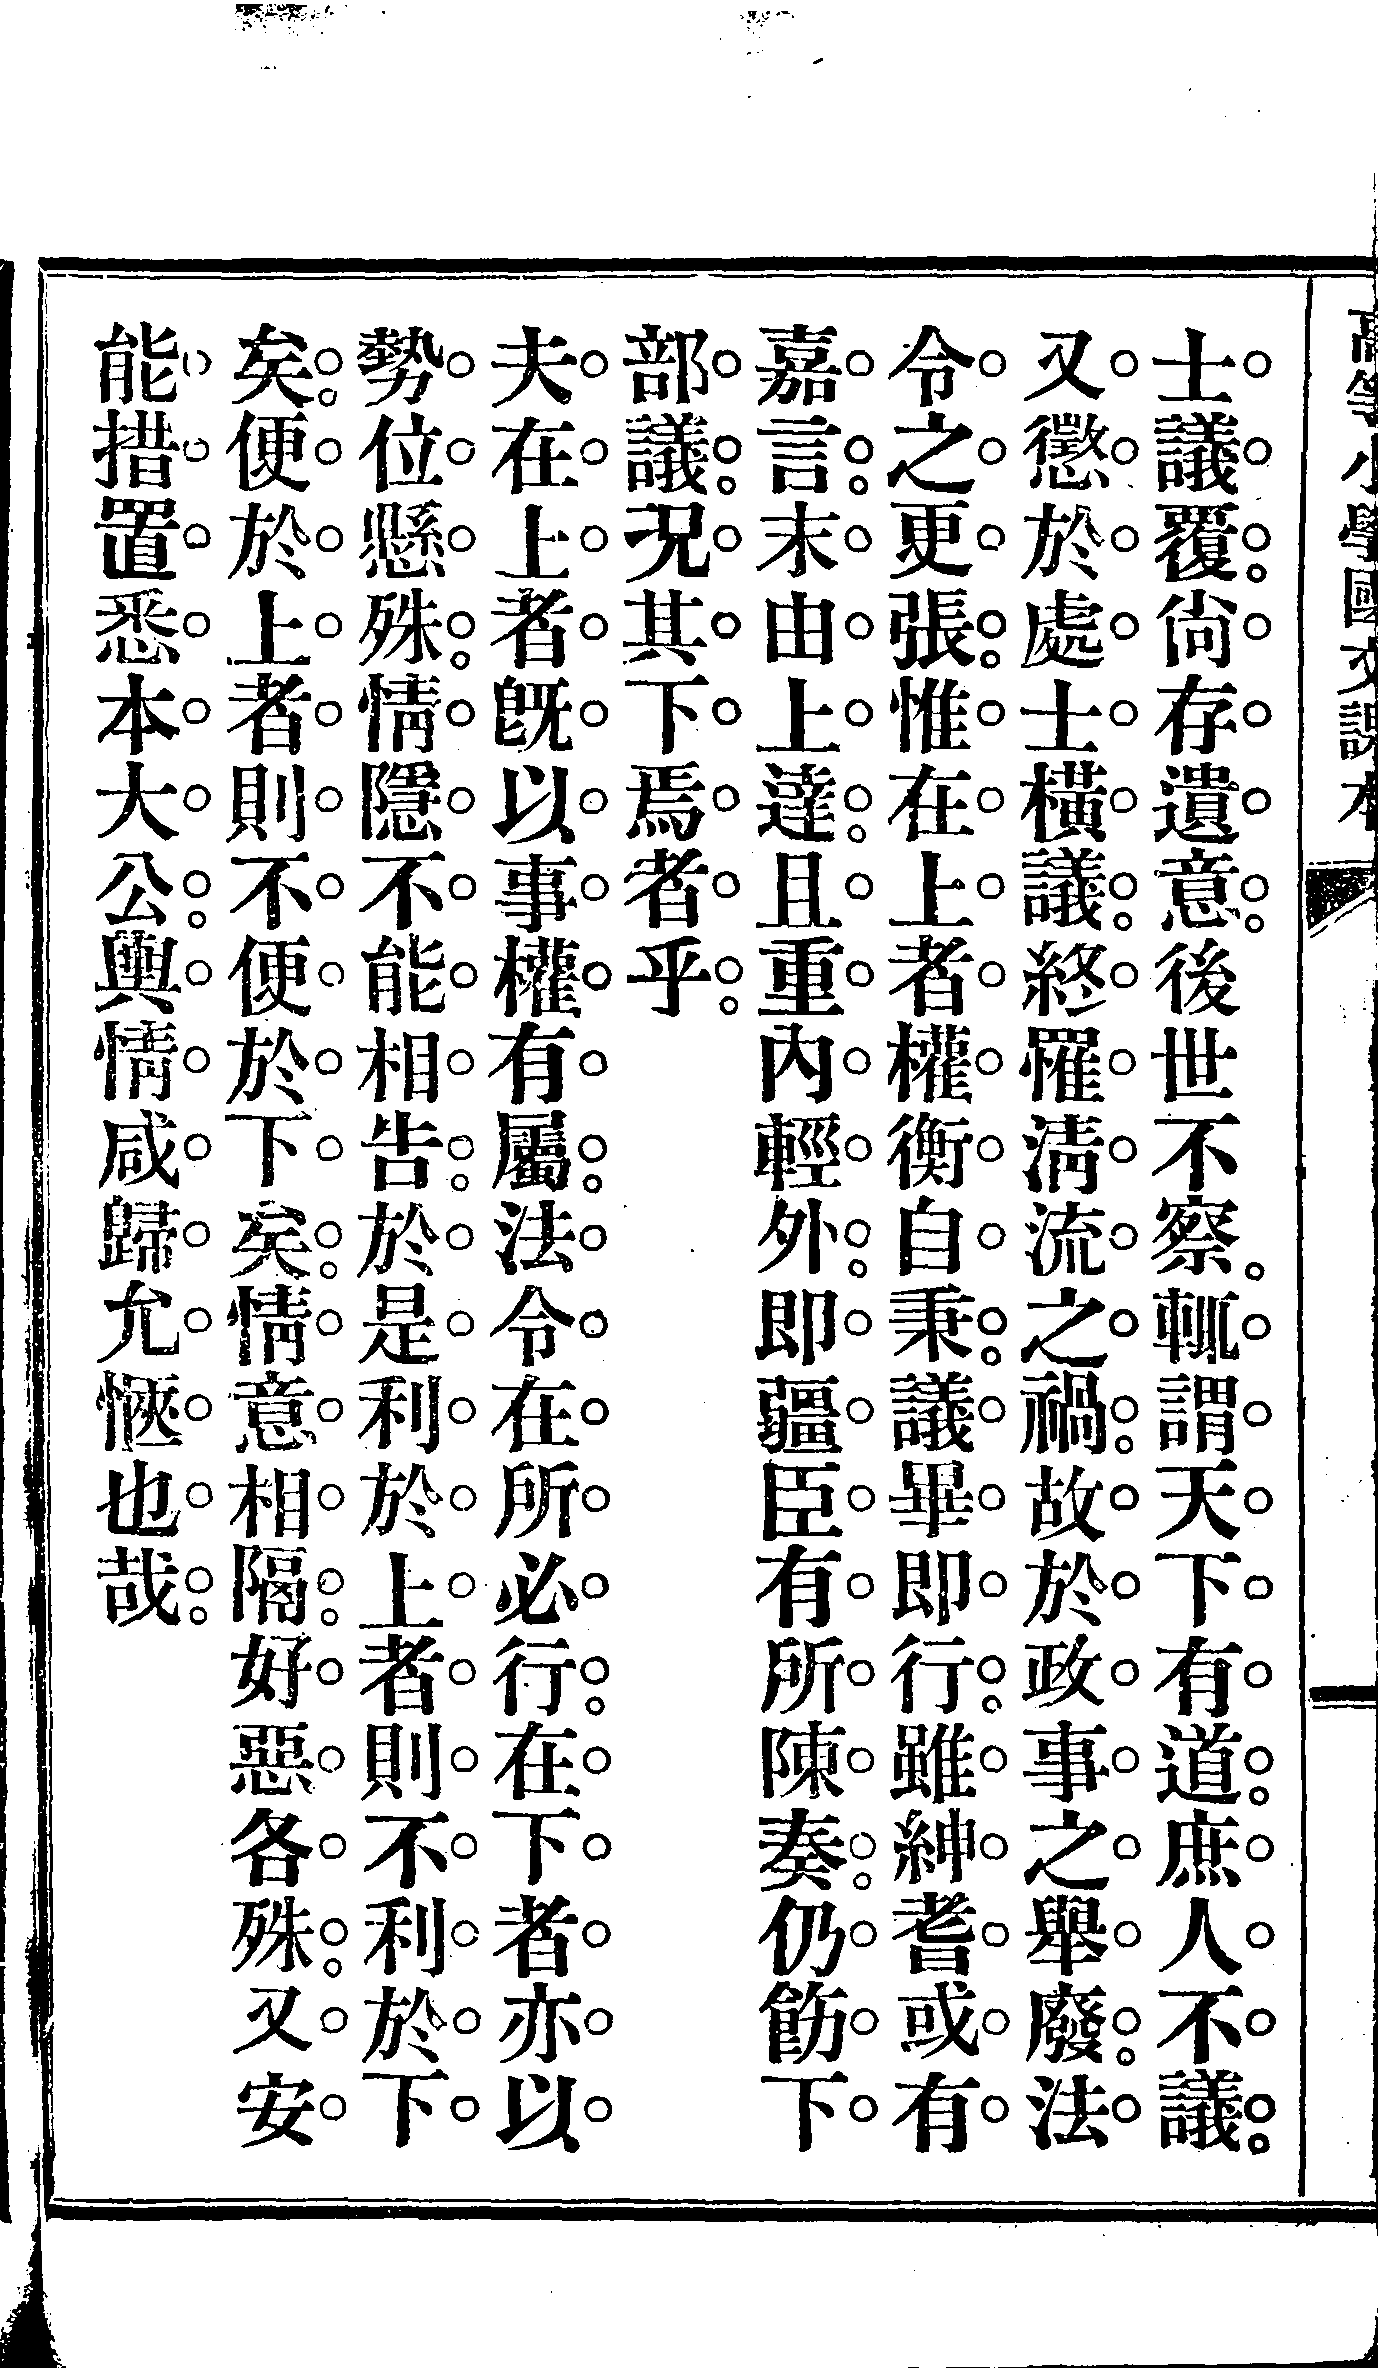 高等小學國文課本
士議覆。尙存遺意。後世不察。輒謂天下有道。庶人不議。
又懲於處士橫議。終罹淸流之禍。故於政事之舉廢。法
令之更張。惟在上者權衡自秉。議畢即行。雖紳耆或有
嘉言。末由上達。且重內輕外。即疆臣有所陳奏。仍飭下
部議。况其下焉者乎。
夫在上者旣以事權有屬。法令在所必行。在下者亦以
勢位懸殊。情隱不能相告。於是利於上者則不利於下
矣。便於上者則不便於下矣。情意相隔。好惡各殊。又安
能措置悉本大公。輿情咸歸允愜也哉。